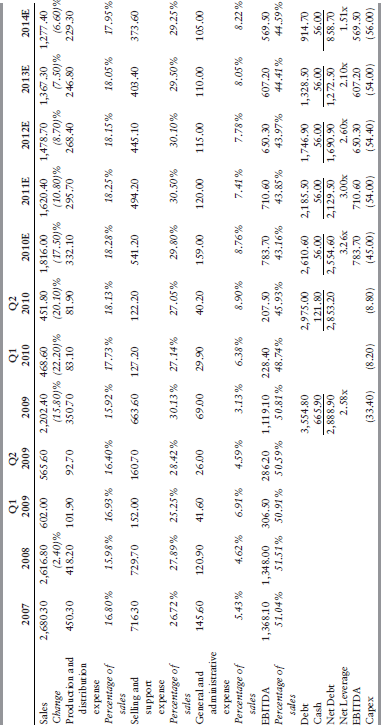 Q1 Q2 Q1 Q2
2007 2008 2009 2009 2009 2010 2010 2010E 2011E 2012E 2013E 2014E
Sales 2,680.30 2,616.80 602.00 565.60 2,202.40 468.60 451.80 1,816.00 1,620.40 1,478.70 1,367.30 1,277.40
Change (2.40)% (15.80)% (22.20)% (20.10)% (17.50)% (10.80)% (8.70)% (7.50)% (6.60)%
Production and 450.30 418.20 101.90 92.70 350.70 83.10 81.90 332.10 295.70 268.40 246.80 229.30
distribution
expense
Percentage of 16.80% 15.98% 16.93% 16.40% 15.92% 17.73% 18.13% 18.28% 18.25% 18.15% 18.05% 17.95%
sales
Selling and 716.30 729.70 152.00 160.70 663.60 127.20 122.20 541.20 494.20 445.10 403.40 373.60
support
expense
Percentage of 26.72% 27.89% 25.25% 28.42% 30.13% 27.14% 27.05% 29.80% 30.50% 30.10% 29.50% 29.25%
sales
General and 145.60 120.90 41.60 26.00 69.00 29.90 40.20 159.00 120.00 115.00 110.00 105.00
administrative
expense
Percentage of 5.43% 4.62% 6.91% 4.59% 3.13% 6.38% 8.90% 8.76% 7.41% 7.78% 8.05% 8.22%
sales
EBITDA 1,368.10 1,348.00 306.50 286.20 1,119.10 228.40 207.50 783.70 710.60 650.30 607.20 569.50
Percentage of 51.04% 51.51% 50.91% 50.59% 50.81% 48.74% 45.93% 43.16% 43.85% 43.97% 44.41% 44.59%
sales
Debt 3,554.80 2,975.00 2,610.60 2,185.50 1,746.90 1,328.50 914.70
Cash 665.90 121.80 56.00 56.00 56.00 56.00 56.00
Net Debt 2,888.90 2,853.20 2,554.60 2,129.50 1,690.90 1,272.50 858.70
Net Leverage 2.58x 3.26x 3.00x 2.60x 2.10x 1.51x
EBITDA 783.70 710.60 650.30 607.20 569.50
Capex (33.40) (8.20) (8.80) (45.00) (54.00) (54.40) (54.00) (56.00)